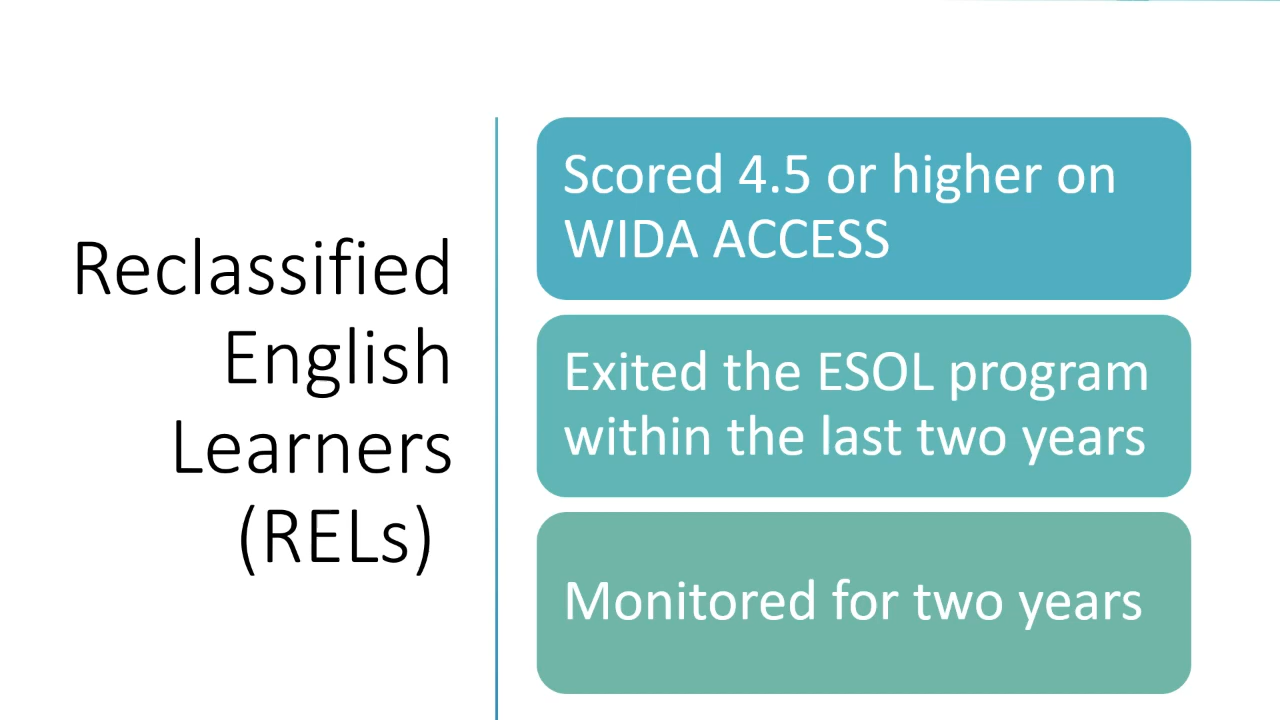 Reclassified
English
Learners
(RELs)
Scored 4.5 or higher on
WIDA ACCESS
Exited the ESOL program
within the last two years
Monitored for two years